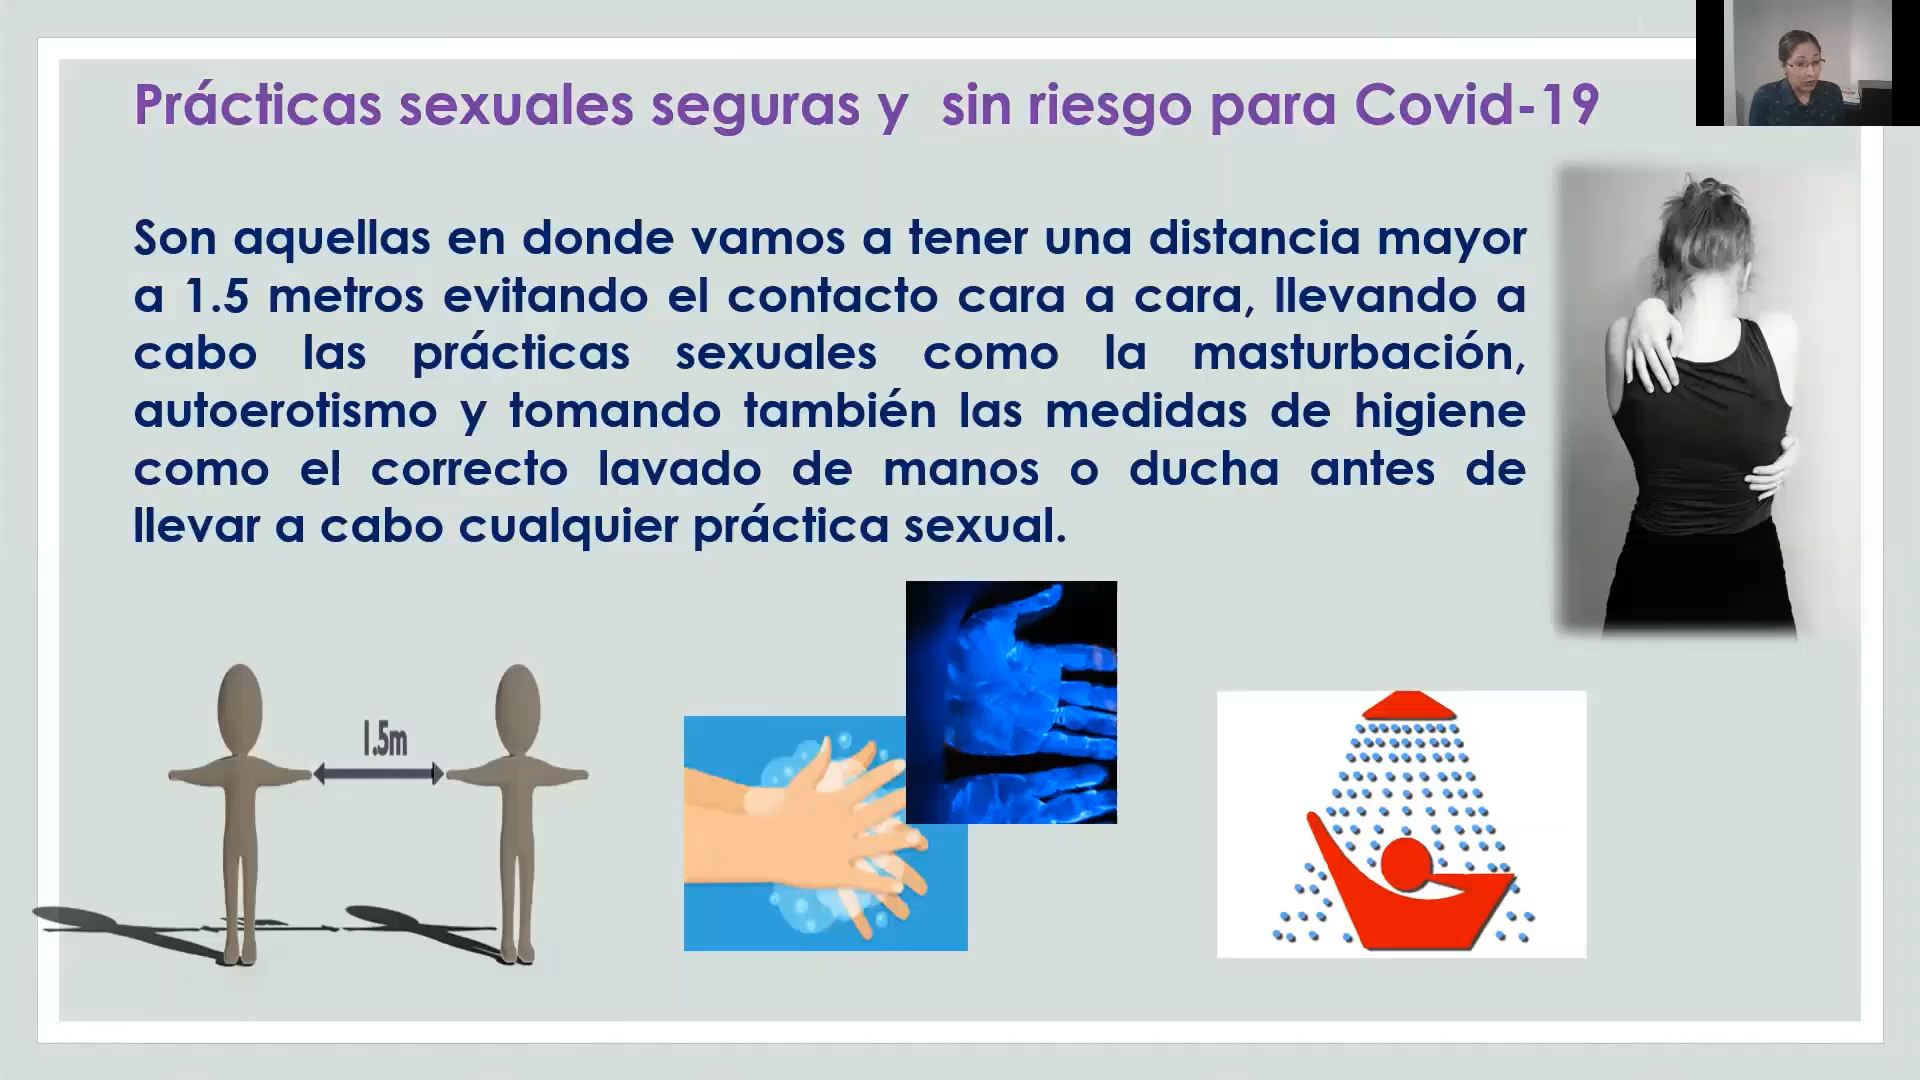 Prácticas sexuales seguras y sin riesgo para Covid-19
Son aquellas en donde vamos a tener una distancia mayor
a 1.5 metros evitando el contacto cara a cara, llevando a
cabo las prácticas sexuales como la masturbación,
autoerotismo y tomando también las medidas de higiene
como el correcto lavado de manos o ducha antes de
llevar a cabo cualquier práctica sexual.
1.5m